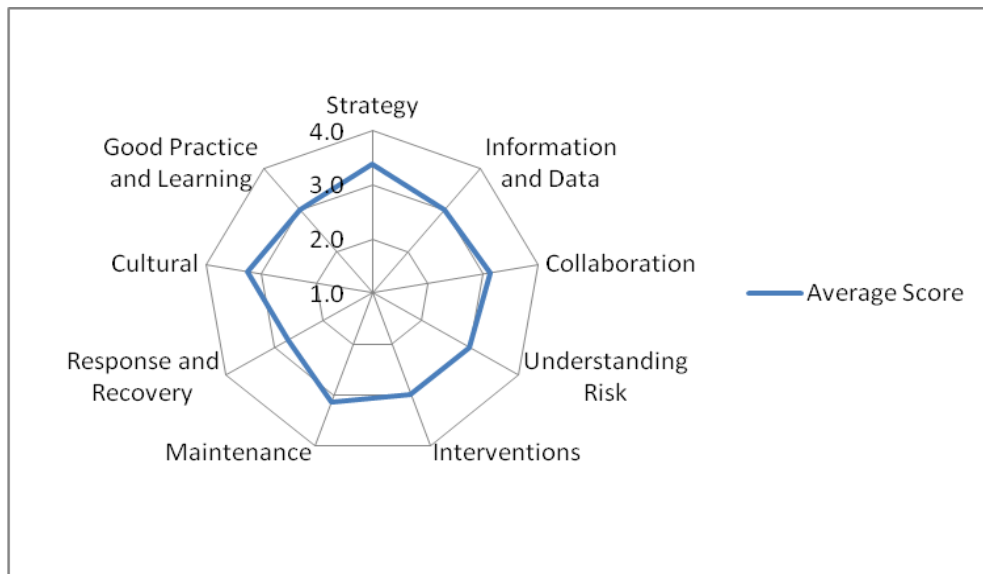 Strategy
4.0
Good Practice
and Learning
Information
and Data
3.0
2.0
Cultural
Collaboration
1.0
Average Score
Response and
Recovery
Understanding
Risk
Maintenance
Interventions